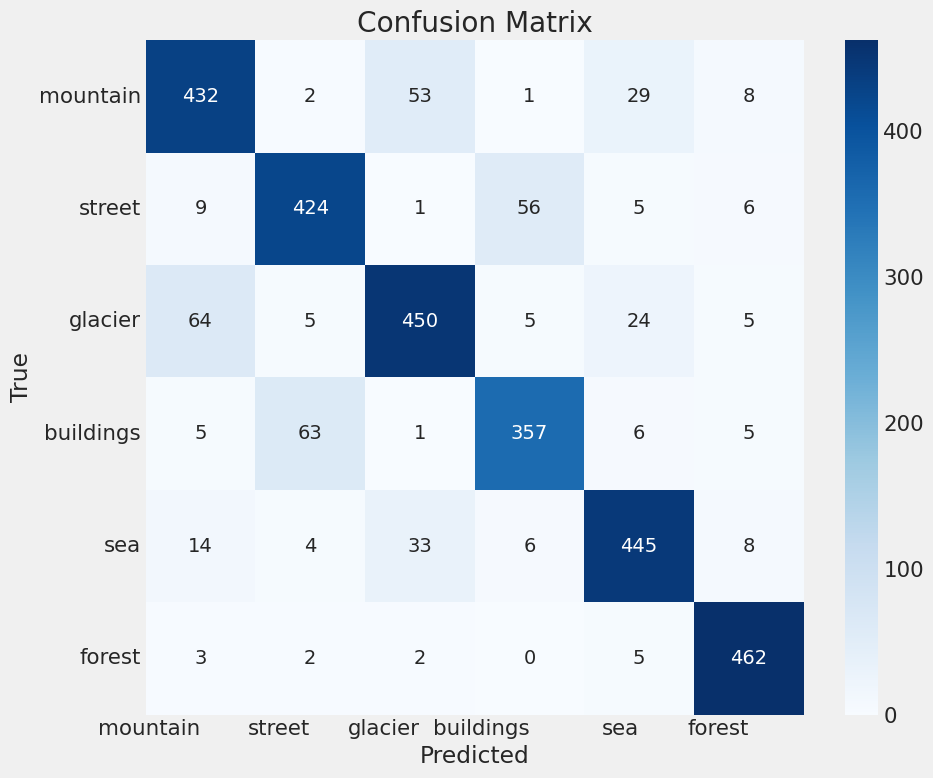 Confusion Matrix
mountain 432 2 53 1 29 8
street 9 424 1 56 5 6
glacier 64 5 450 5 24 5
buildings 5 63 1 357 6 5
sea 14 4 33 6 445 8
forest 3 2 2 0 5 462
mountain street glacier buildings sea forest
Predicted
True
400
300
200
100
0